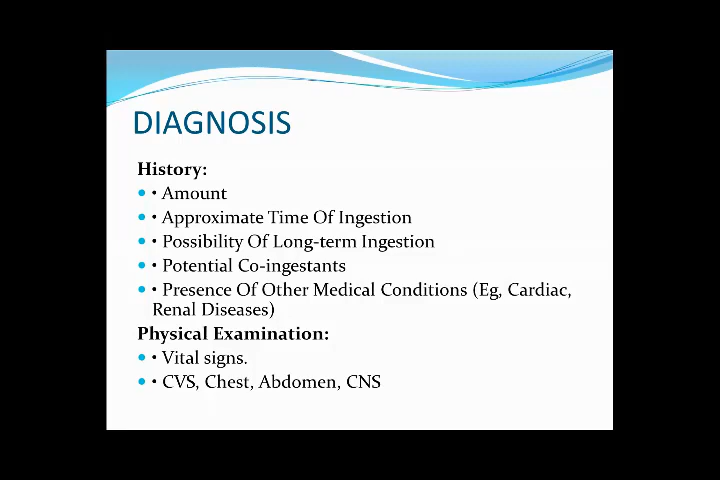 DIAGNOSIS
History:
• • Amount
• • Approximate Time Of Ingestion
• • Possibility Of Long-term Ingestion
• • Potential Co-ingestants
• • Presence Of Other Medical Conditions (Eg, Cardiac,
Renal Diseases)
Physical Examination:
• • Vital signs.
• • CVS, Chest, Abdomen, CNS